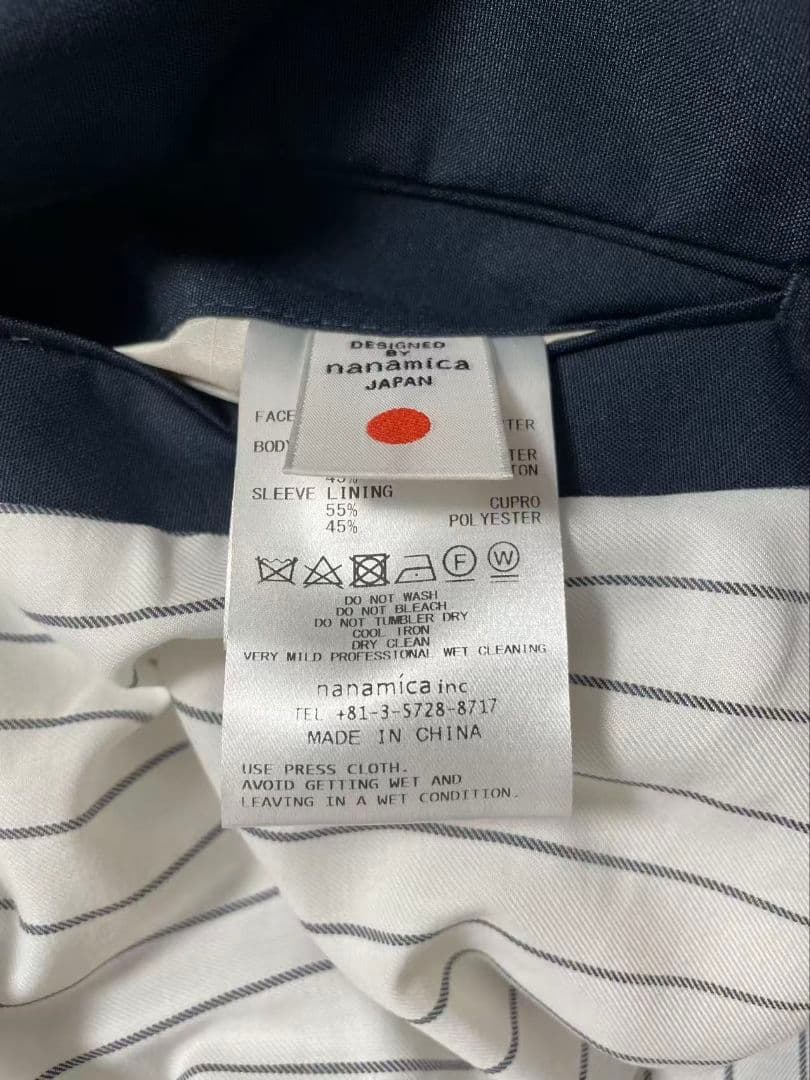 DESIGNED
BY
nanamica
JAPAN
FACE
TER
BODY
TER
TON
45%
SLEEVE LINING
55% CUPRO
45% POLYESTER
F W
DO NOT WASH
DO NOT BLEACH
DO NOT TUMBLER DRY
COOL IRON
DRY CLEAN
VERY MILD PROFESSIONAL WET CLEANING
nanamica inc
TEL +81-3-5728-8717
MADE IN CHINA
USE PRESS CLOTH.
AVOID GETTING WET AND
LEAVING IN A WET CONDITION.